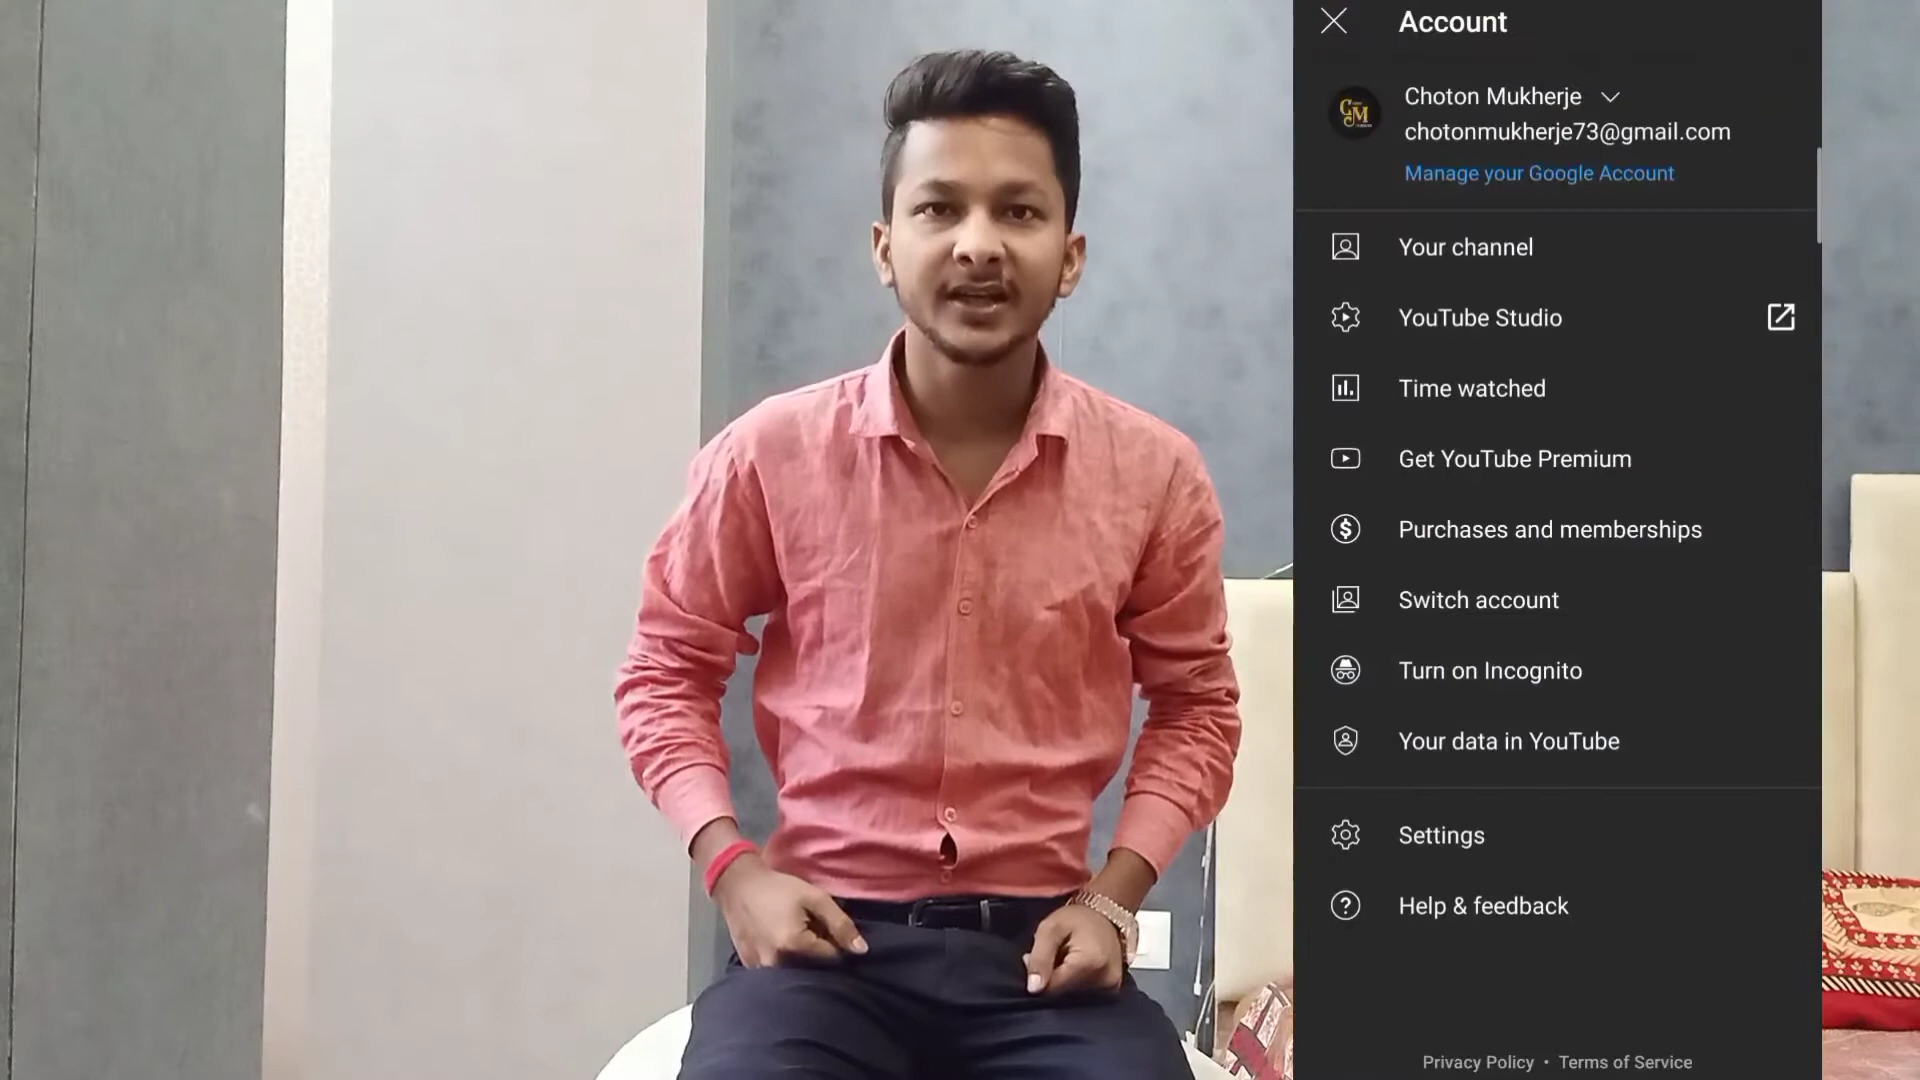 Account
Choton Mukherje
chotonmukherje73@gmail.com
Manage your Google Account
Your channel
YouTube Studio
Time watched
Get YouTube Premium
Purchases and memberships
Switch account
Turn on Incognito
Your data in YouTube
Settings
Help & feedback
Privacy Policy • Terms of Service